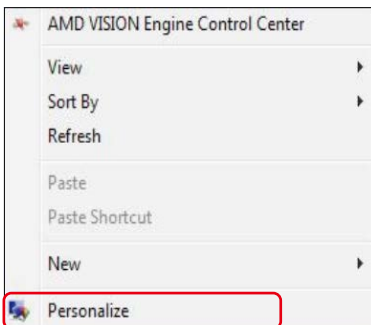 AMD VISION Engine Control Center
View
Sort By
Refresh
Paste
Paste Shortcut
New
Personalize